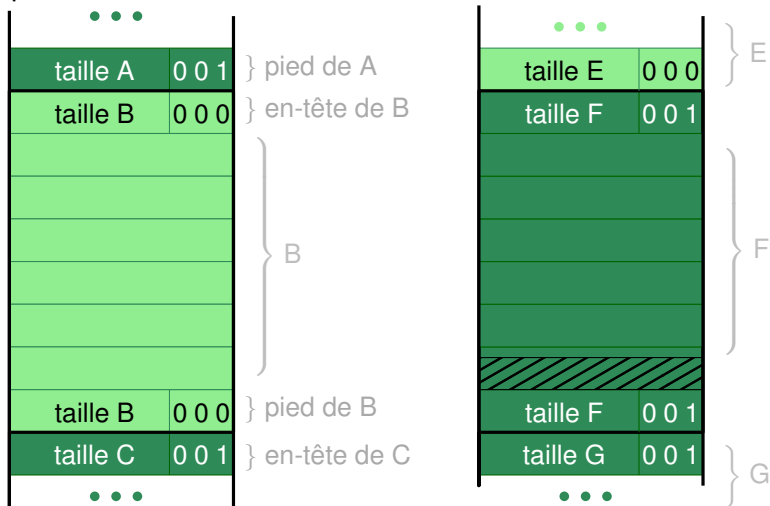 taille A 0 0 1 } pied de A
taille B 0 0 0 } en-tête de B
B
taille B 0 0 0 } pied de B
taille C 0 0 1 } en-tête de C
E
taille E 0 0 0
taille F 0 0 1
F
taille F 0 0 1
taille G 0 0 1
G